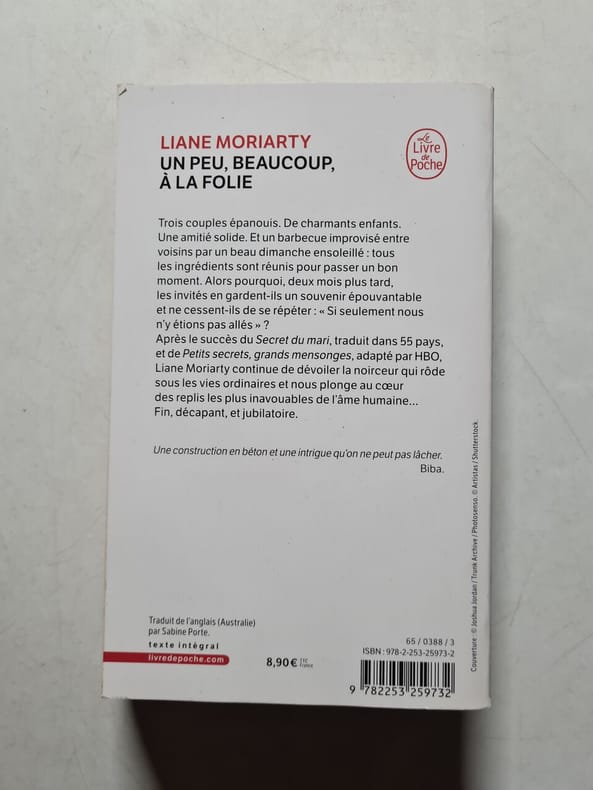 LIANE MORIARTY
UN PEU, BEAUCOUP,
À LA FOLIE
Le
Livre
de
Poche
Trois couples épanouis. De charmants enfants.
Une amitié solide. Et un barbecue improvisé entre
voisins par un beau dimanche ensoleillé : tous
les ingrédients sont réunis pour passer un bon
moment. Alors pourquoi, deux mois plus tard,
les invités en gardent-ils un souvenir épouvantable
et ne cessent-ils de se répéter : « Si seulement nous
n'y étions pas allés » ?
Après le succès du Secret du mari, traduit dans 55 pays,
et de Petits secrets, grands mensonges, adapté par HBO,
Liane Moriarty continue de dévoiler la noirceur qui rôde
sous les vies ordinaires et nous plonge au cœur
des replis les plus inavouables de l'âme humaine...
Fin, décapant, et jubilatoire.
Une construction en béton et une intrigue qu'on ne peut pas lâcher.
Biba.
Traduit de l'anglais (Australie)
par Sabine Porte.
texte intégral
livredepoche.com
8,90 € TTC
France
65 / 0388 / 3
ISBN : 978-2-253-25973-2
9 782253 259732
Couverture : © Joshua Jordan / Trunk Archive / Photosenso. © Artistas / Shutterstock.